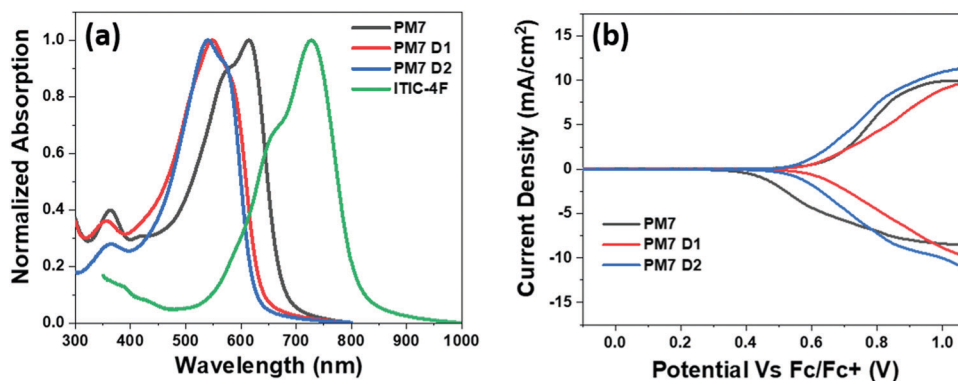 (a)
PM7
PM7 D1
PM7 D2
ITIC-4F
Normalized Absorption
1.0
0.8
0.6
0.4
0.2
0.0
300 400 500 600 700 800 900 1000
Wavelength (nm)
(b)
Current Density (mA/cm²)
15
10
5
0
-5
-10
-15
PM7
PM7 D1
PM7 D2
0.0 0.2 0.4 0.6 0.8 1.0
Potential Vs Fc/Fc+ (V)